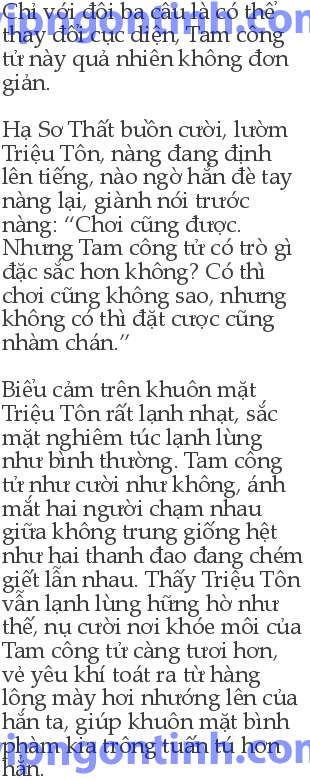 Chỉ với đôi ba câu là có thể
thay đổi cục diện, Tam công
tử này quả nhiên không đơn
giản.
Hạ Sơ Thất buồn cười, lườm
Triệu Tôn, nàng đang định
lên tiếng, nào ngờ hắn đè tay
nàng lại, giành nói trước
nàng: “Chơi cũng được.
Nhưng Tam công tử có trò gì
đặc sắc hơn không? Có thì
chơi cũng không sao, nhưng
không có thì đặt cược cũng
nhàm chán.”
Biểu cảm trên khuôn mặt
Triệu Tôn rất lạnh nhạt, sắc
mặt nghiêm túc lạnh lùng
như bình thường. Tam công
tử như cười như không, ánh
mắt hai người chạm nhau
giữa không trung giống hệt
như hai thanh đao đang chém
giết lẫn nhau. Thấy Triệu Tôn
vẫn lạnh lùng hững hờ như
thế, nụ cười nơi khóe môi của
Tam công tử càng tươi hơn,
vẻ yêu khí toát ra từ hàng
lông mày hơi nhướng lên của
hắn ta, giúp khuôn mặt bình
phàm kia trông tuấn tú hơn
hẳn.